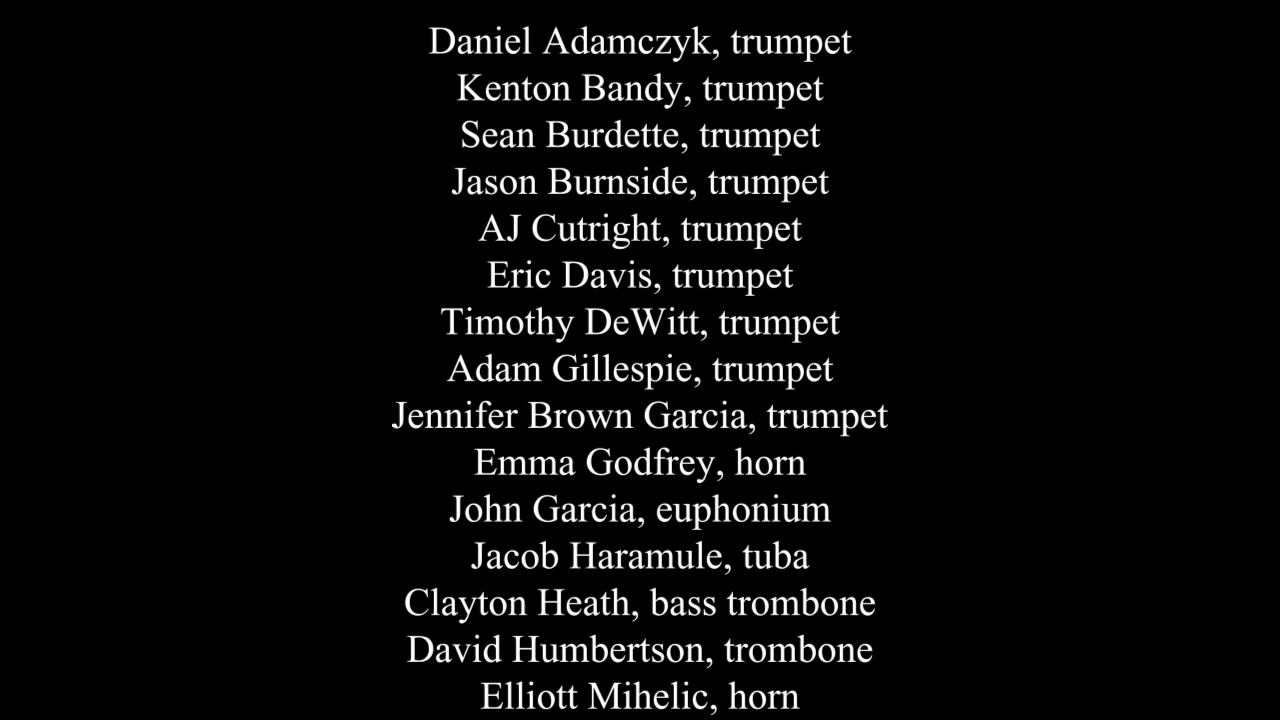 Daniel Adamczyk, trumpet
Kenton Bandy, trumpet
Sean Burdette, trumpet
Jason Burnside, trumpet
AJ Cutright, trumpet
Eric Davis, trumpet
Timothy DeWitt, trumpet
Adam Gillespie, trumpet
Jennifer Brown Garcia, trumpet
Emma Godfrey, horn
John Garcia, euphonium
Jacob Haramule, tuba
Clayton Heath, bass trombone
David Humbertson, trombone
Elliott Mihelic, horn